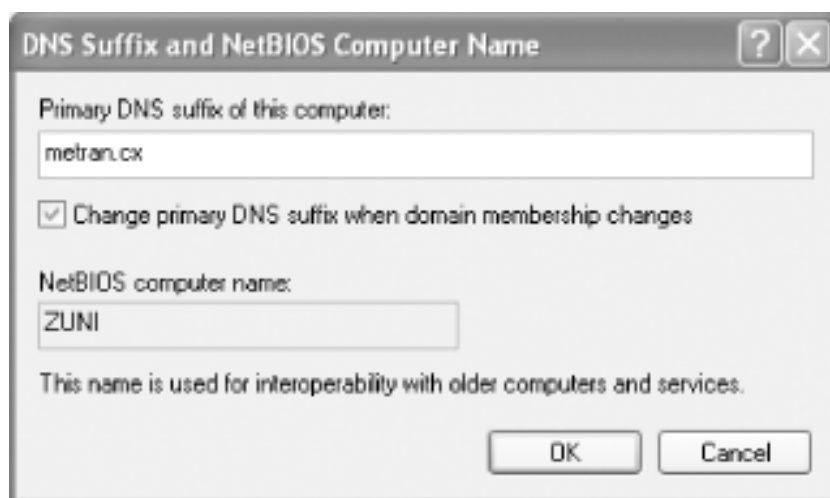 DNS Suffix and NetBIOS Computer Name
Primary DNS suffix of this computer:
metran.cx
Change primary DNS suffix when domain membership changes
NetBIOS computer name:
ZUNI
This name is used for interoperability with older computers and services.
OK Cancel